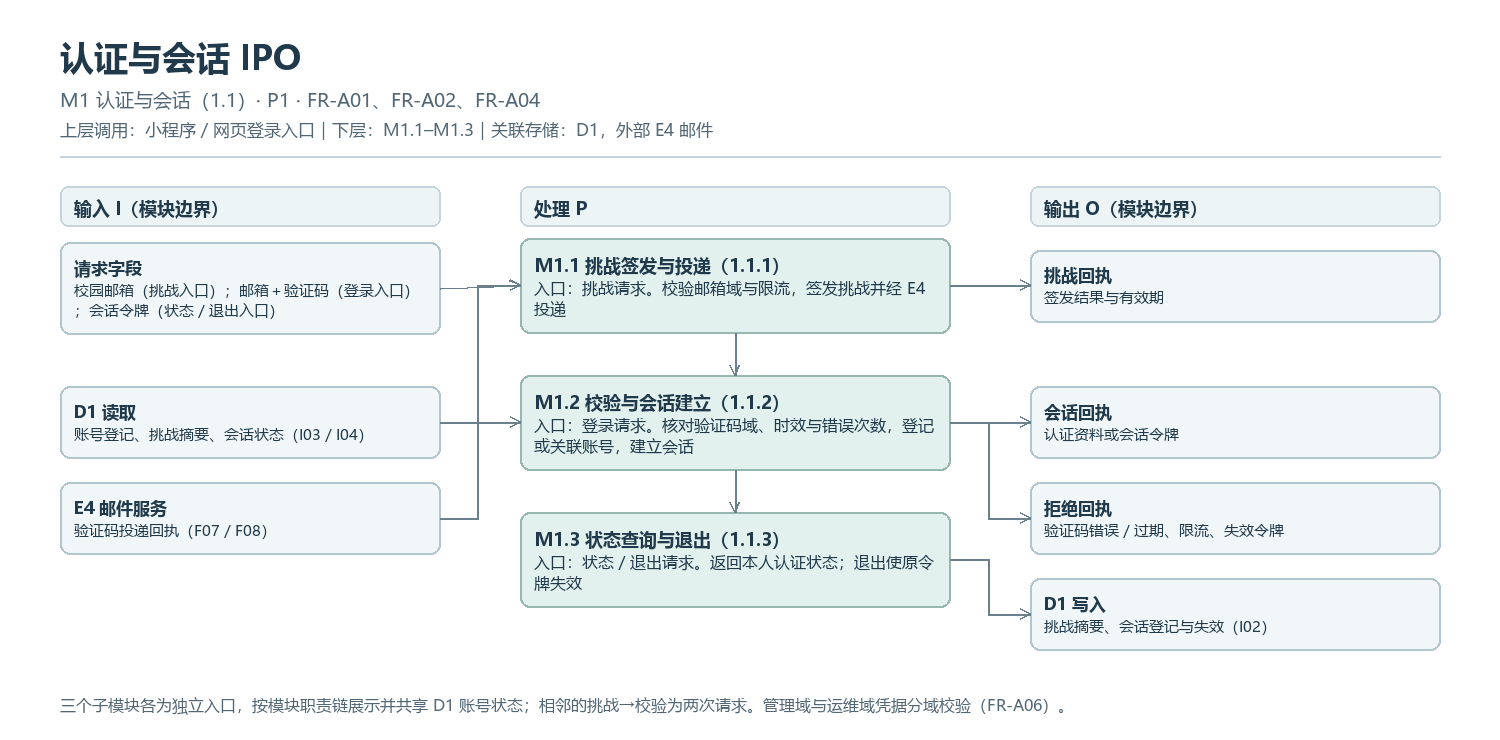 认证与会话 IPO
M1 认证与会话（1.1）· P1 · FR-A01、FR-A02、FR-A04
上层调用：小程序 / 网页登录入口 | 下层：M1.1–M1.3 | 关联存储：D1，外部 E4 邮件
输入 I（模块边界）
请求字段
校园邮箱（挑战入口）；邮箱 + 验证码（登录入口）
；会话令牌（状态 / 退出入口）
D1 读取
账号登记、挑战摘要、会话状态（I03 / I04）
E4 邮件服务
验证码投递回执（F07 / F08）
处理 P
M1.1 挑战签发与投递（1.1.1）
入口：挑战请求。校验邮箱域与限流，签发挑战并经 E4
投递
M1.2 校验与会话建立（1.1.2）
入口：登录请求。核对验证码域、时效与错误次数，登记
或关联账号，建立会话
M1.3 状态查询与退出（1.1.3）
入口：状态 / 退出请求。返回本人认证状态；退出使原令
牌失效
输出 O（模块边界）
挑战回执
签发结果与有效期
会话回执
认证资料或会话令牌
拒绝回执
验证码错误 / 过期、限流、失效令牌
D1 写入
挑战摘要、会话登记与失效（I02）
三个子模块各为独立入口，按模块职责链展示并共享 D1 账号状态；相邻的挑战→校验为两次请求。管理域与运维域凭据分域校验（FR-A06）。